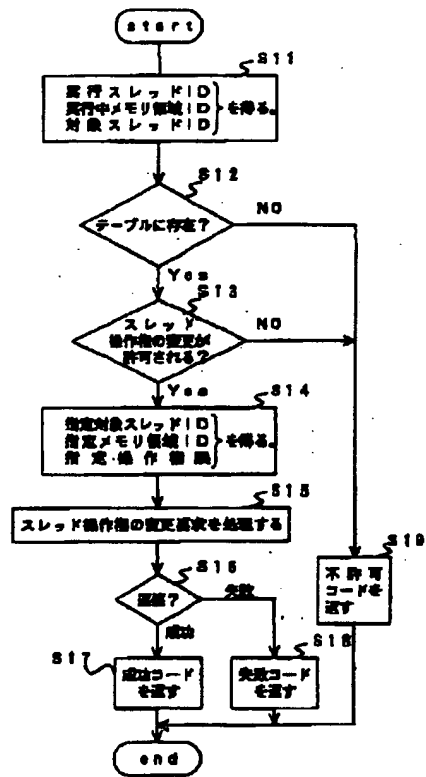 start
S11
実行スレッドID
実行中メモリ領域ID
対象スレッドID
を得る。
S12
テーブルに存在?
NO
Yes
S13
スレッド
操作権の変更が
許可される?
NO
Yes
S14
指定対象スレッドID
指定メモリ領域ID
指定操作権限
を得る。
S15
スレッド操作権の変更要求を処理する
S16
失敗
成功
S17
成功コード
を返す
S18
失敗コード
を返す
S19
不許可
コードを
返す
end